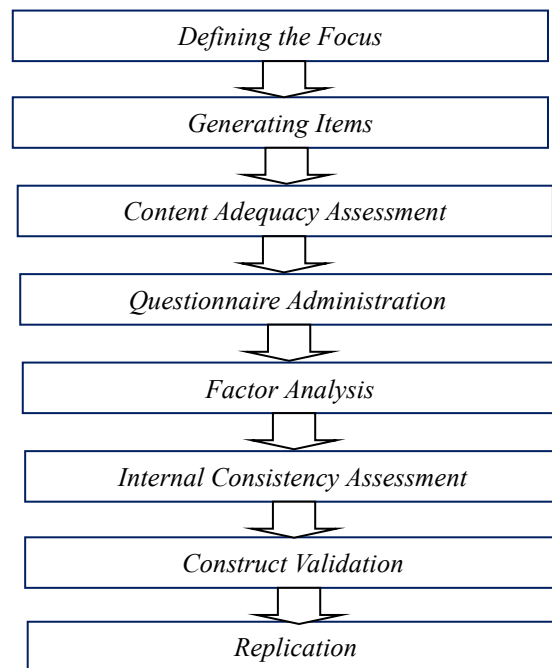 Defining the Focus
Generating Items
Content Adequacy Assessment
Questionnaire Administration
Factor Analysis
Internal Consistency Assessment
Construct Validation
Replication